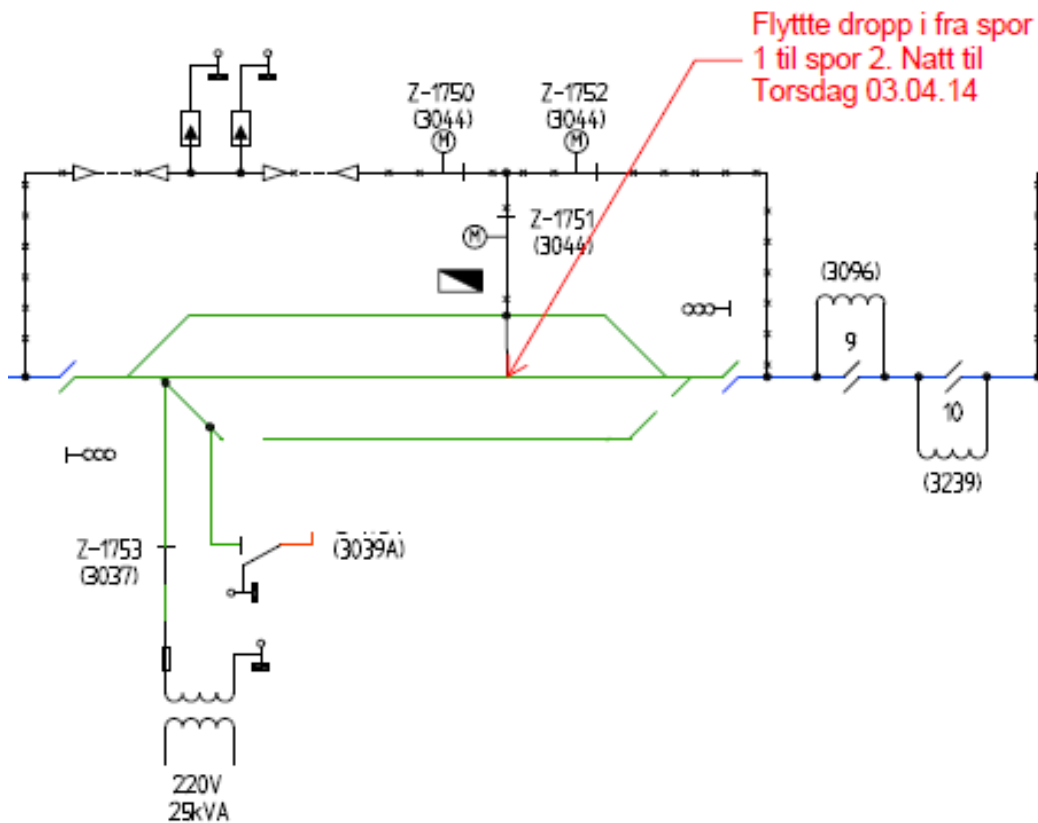 Flyttte dropp i fra spor
1 til spor 2. Natt til
Torsdag 03.04.14
Z-1750
(3044)
M
Z-1752
(3044)
M
Z-1751
(3044)
M
(3096)
9
10
(3239)
Z-1753
(3037)
(3039A)
220V
25kVA